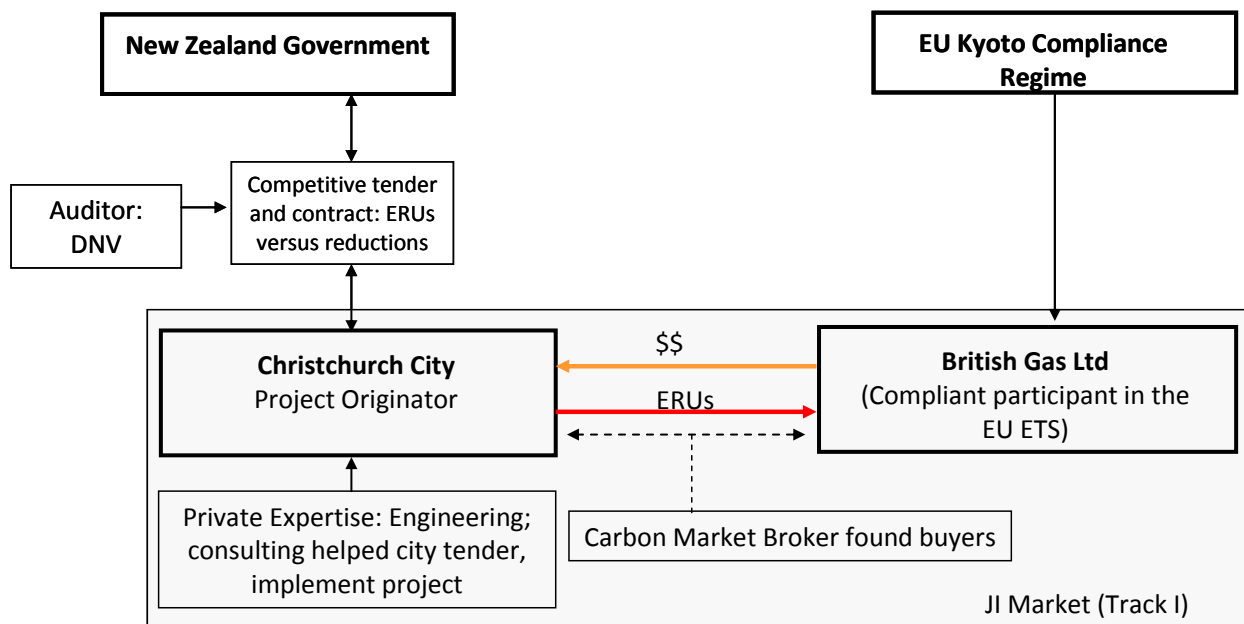 New Zealand Government
EU Kyoto Compliance
Regime
Competitive tender
and contract: ERUs
versus reductions
Auditor:
DNV
Christchurch City
Project Originator
$$
ERUs
British Gas Ltd
(Compliant participant in the
EU ETS)
Private Expertise: Engineering;
consulting helped city tender,
implement project
Carbon Market Broker found buyers
JI Market (Track I)